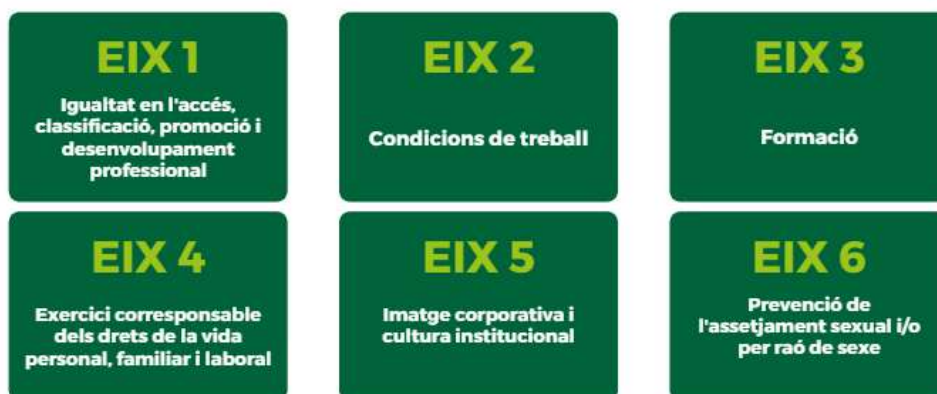 EIX 1
Igualtat en l'accés,
classificació, promoció i
desenvolupament
professional
EIX 2
Condicions de treball
EIX 3
Formació
EIX 4
Exercici corresponsable
dels drets de la vida
personal, familiar i laboral
EIX 5
Imatge corporativa i
cultura institucional
EIX 6
Prevenció de
l'assetjament sexual i/o
per raó de sexe